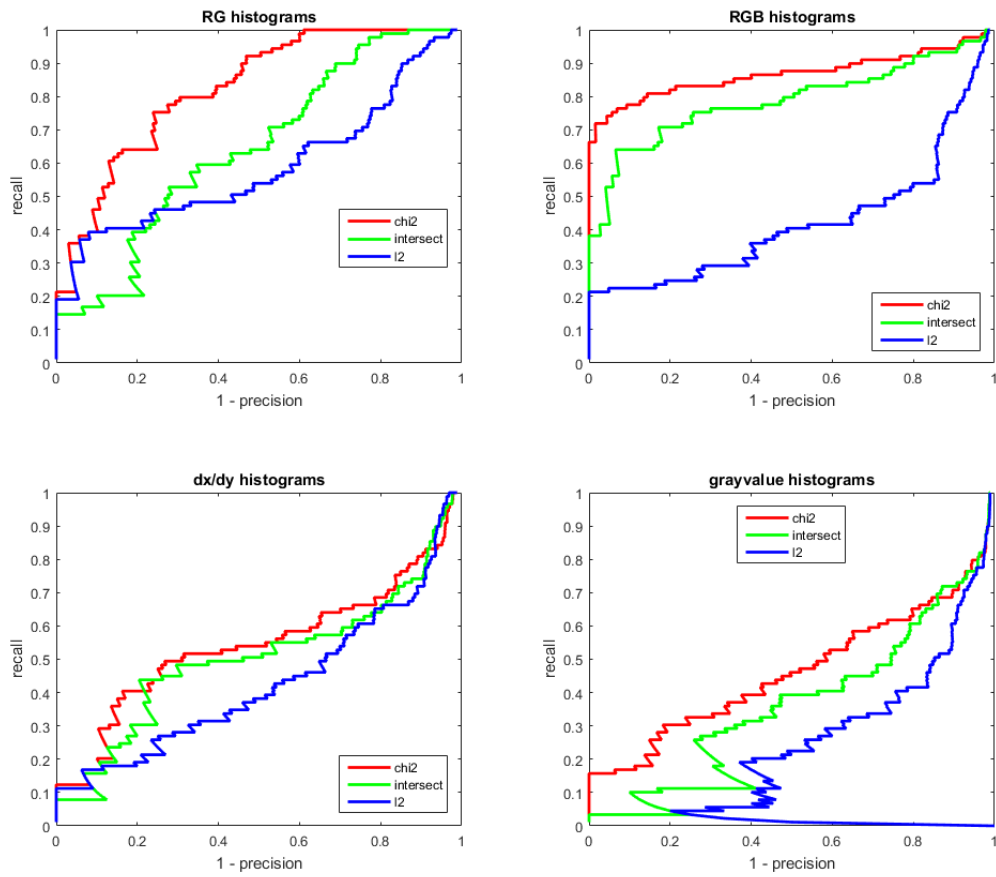 RG histograms
1
0.9
0.8
0.7
0.6
0.5
0.4
0.3
0.2
0.1
0
recall
chi2
intersect
l2
0 0.2 0.4 0.6 0.8 1
1 - precision
RGB histograms
1
0.9
0.8
0.7
0.6
0.5
0.4
0.3
0.2
0.1
0
recall
chi2
intersect
l2
0 0.2 0.4 0.6 0.8 1
1 - precision
dx/dy histograms
1
0.9
0.8
0.7
0.6
0.5
0.4
0.3
0.2
0.1
0
recall
chi2
intersect
l2
0 0.2 0.4 0.6 0.8 1
1 - precision
grayvalue histograms
1
0.9
0.8
0.7
0.6
0.5
0.4
0.3
0.2
0.1
0
recall
chi2
intersect
l2
0 0.2 0.4 0.6 0.8 1
1 - precision